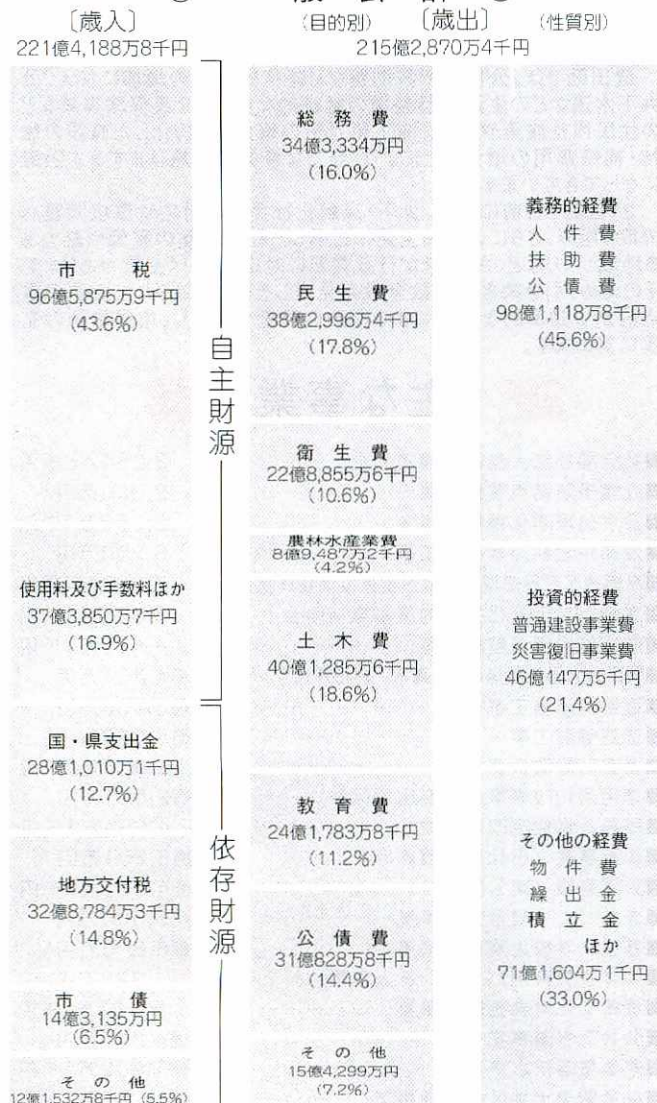 般会計
〔歳入〕
221億4,188万8千円
市税
96億5,875万9千円
(43.6%)
使用料及び手数料ほか
37億3,850万7千円
(16.9%)
自主財源
国・県支出金
28億1,010万1千円
(12.7%)
地方交付税
32億8,784万3千円
(14.8%)
市債
14億3,135万円
(6.5%)
その他
12億1,532万8千円 (5.5%)
依存財源
(目的別) 〔歳出〕 (性質別)
215億2,870万4千円
総務費
34億3,334万円
(16.0%)
民生費
38億2,996万4千円
(17.8%)
衛生費
22億8,855万6千円
(10.6%)
農林水産業費
8億9,487万2千円
(4.2%)
土木費
40億1,285万6千円
(18.6%)
教育費
24億1,783万8千円
(11.2%)
公債費
31億828万8千円
(14.4%)
その他
15億4,299万円
(7.2%)
義務的経費
人件費
扶助費
公債費
98億1,118万8千円
(45.6%)
投資的経費
普通建設事業費
災害復旧事業費
46億147万5千円
(21.4%)
その他の経費
物件費
繰出金
積立金
ほか
71億1,604万1千円
(33.0%)